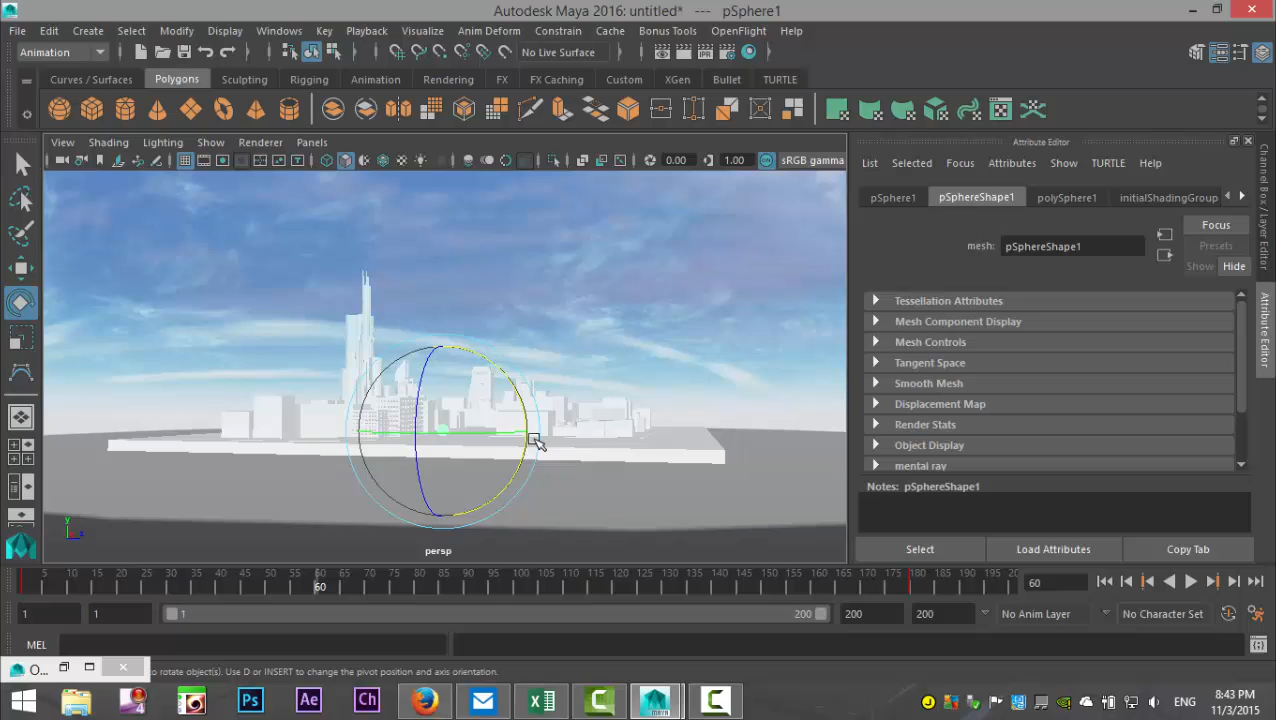 Autodesk Maya 2016: untitled*   ---   pSphere1
File Edit Create Select Modify Display Windows Key Playback Visualize Anim Deform Constrain Cache Bonus Tools OpenFlight Help
Animation No Live Surface
Curves / Surfaces Polygons Sculpting Rigging Animation Rendering FX FX Caching Custom XGen Bullet TURTLE
IPR
View Shading Lighting Show Renderer Panels
0.00 1.00 sRGB gamma
Attribute Editor
List Selected Focus Attributes Show TURTLE Help
pSphere1 pSphereShape1 polySphere1 initialShadingGroup
Focus
mesh: pSphereShape1
Presets
Show Hide
Tessellation Attributes
Mesh Component Display
Mesh Controls
Tangent Space
Smooth Mesh
Displacement Map
Render Stats
Object Display
mental ray
Notes: pSphereShape1
Select Load Attributes Copy Tab
Channel Box / Layer Editor
Attribute Editor
y
z
persp
5 10 15 20 25 30 35 40 45 50 55 60 65 70 75 80 85 90 95 100 105 110 115 120 125 130 135 140 145 150 155 160 165 170 175 180 185 190 195 20
60
60
1 1 1 200 200 200 No Anim Layer No Character Set
MEL
O...
to rotate object(s). Use D or INSERT to change the pivot position and axis orientation.
4
Ps Ae Ch
ENG
8:43 PM
11/3/2015